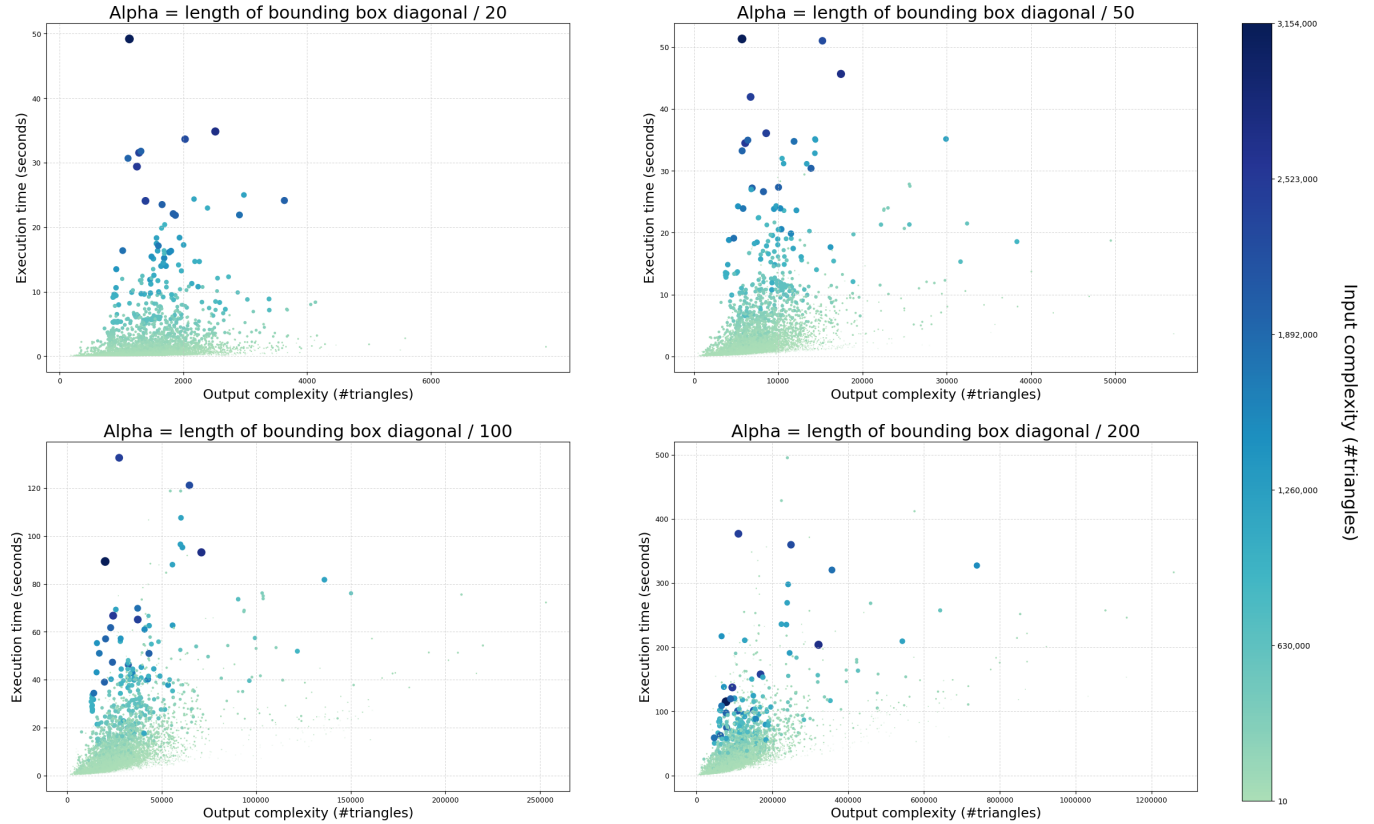 Alpha = length of bounding box diagonal / 20
50
40
30
20
10
0
Execution time (seconds)
0 2000 4000 6000
Output complexity (#triangles)
Alpha = length of bounding box diagonal / 50
50
40
30
20
10
0
Execution time (seconds)
0 10000 20000 30000 40000 50000
Output complexity (#triangles)
Alpha = length of bounding box diagonal / 100
120
100
80
60
40
20
0
Execution time (seconds)
0 50000 100000 150000 200000 250000
Output complexity (#triangles)
Alpha = length of bounding box diagonal / 200
500
400
300
200
100
0
Execution time (seconds)
0 200000 400000 600000 800000 1000000 1200000
Output complexity (#triangles)
3,154,000
2,523,000
1,892,000
1,260,000
630,000
10
Input complexity (#triangles)